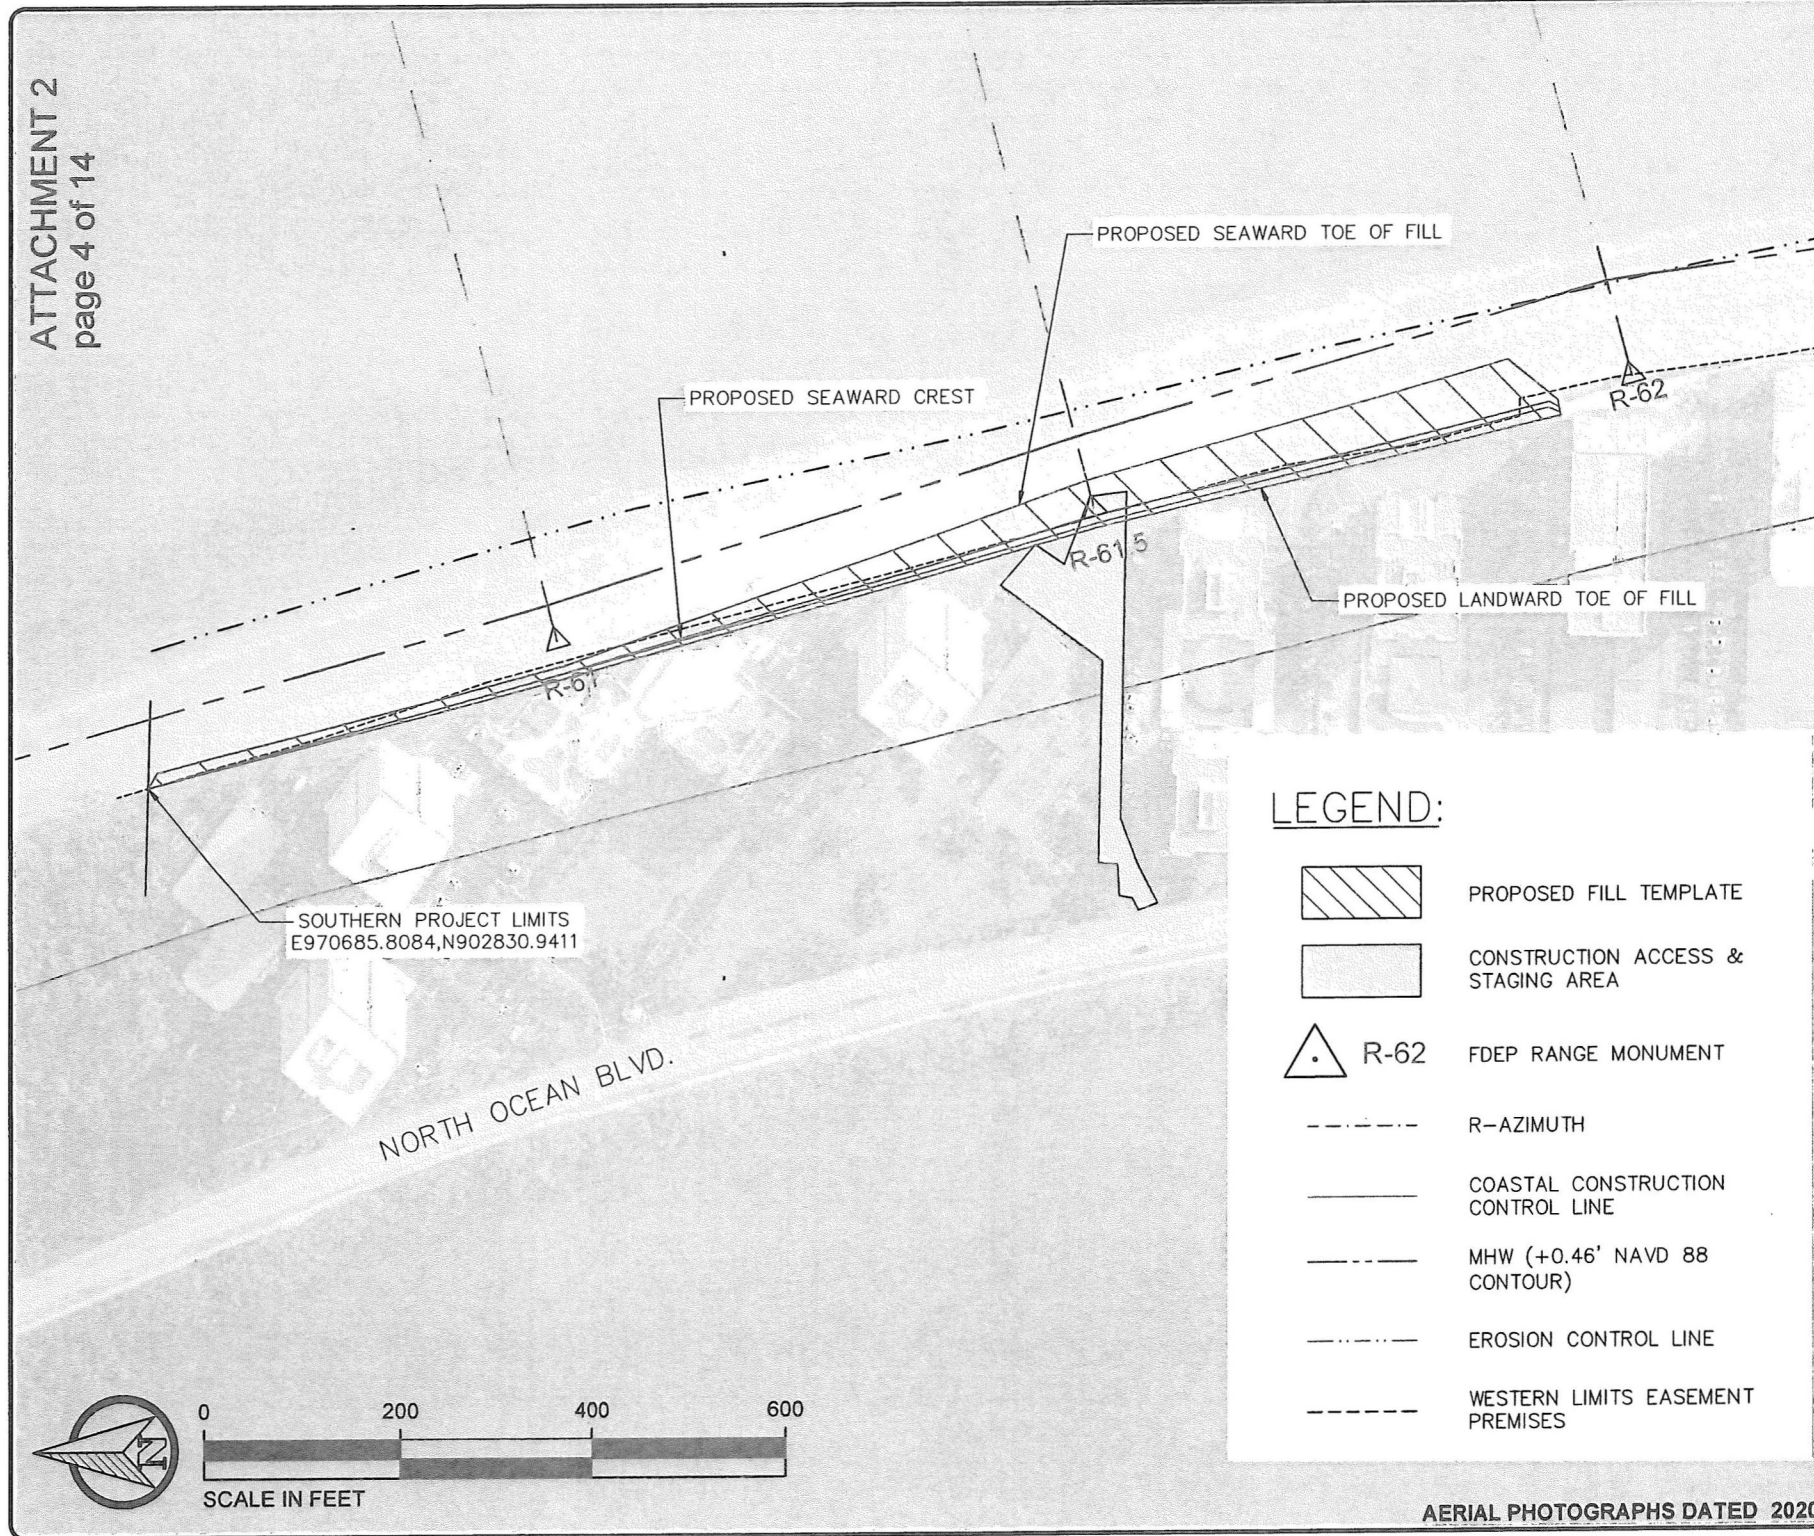 ATTACHMENT 2
page 4 of 14
PROPOSED SEAWARD TOE OF FILL
PROPOSED SEAWARD CREST
R-62
R-61.5
PROPOSED LANDWARD TOE OF FILL
R-61
SOUTHERN PROJECT LIMITS
E970685.8084,N902830.9411
NORTH OCEAN BLVD.
LEGEND:
PROPOSED FILL TEMPLATE
CONSTRUCTION ACCESS &
STAGING AREA
R-62 FDEP RANGE MONUMENT
R-AZIMUTH
COASTAL CONSTRUCTION
CONTROL LINE
MHW (+0.46' NAVD 88
CONTOUR)
EROSION CONTROL LINE
WESTERN LIMITS EASEMENT
PREMISES
N
0 200 400 600
SCALE IN FEET
AERIAL PHOTOGRAPHS DATED 2020